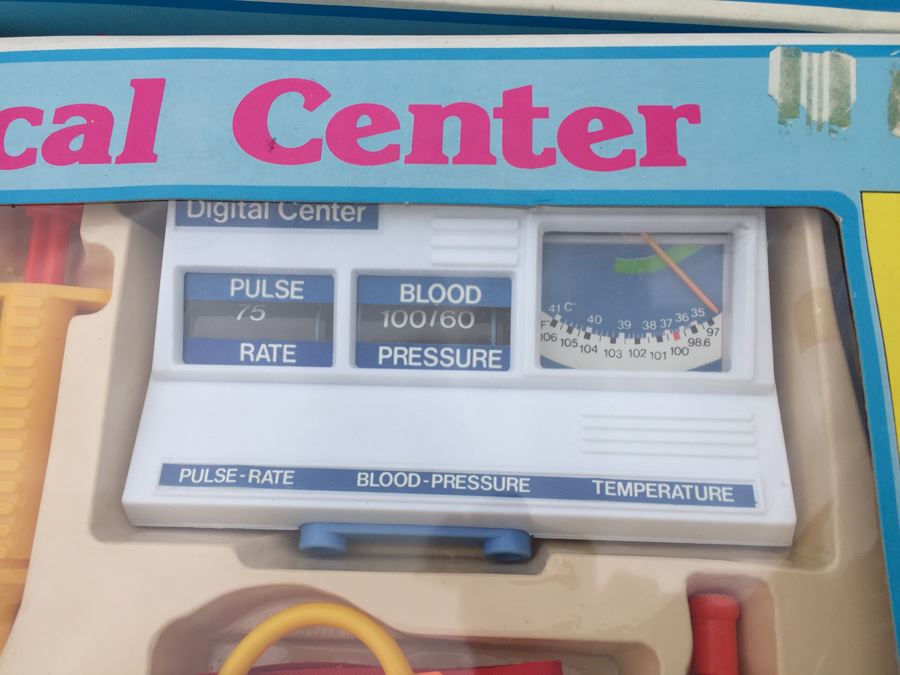 cal Center
Digital Center
PULSE
75
RATE
BLOOD
100/60
PRESSURE
41 C° 40 39 38 37 36 35
F° 106 105 104 103 102 101 100 98.6 97
PULSE-RATE BLOOD-PRESSURE TEMPERATURE